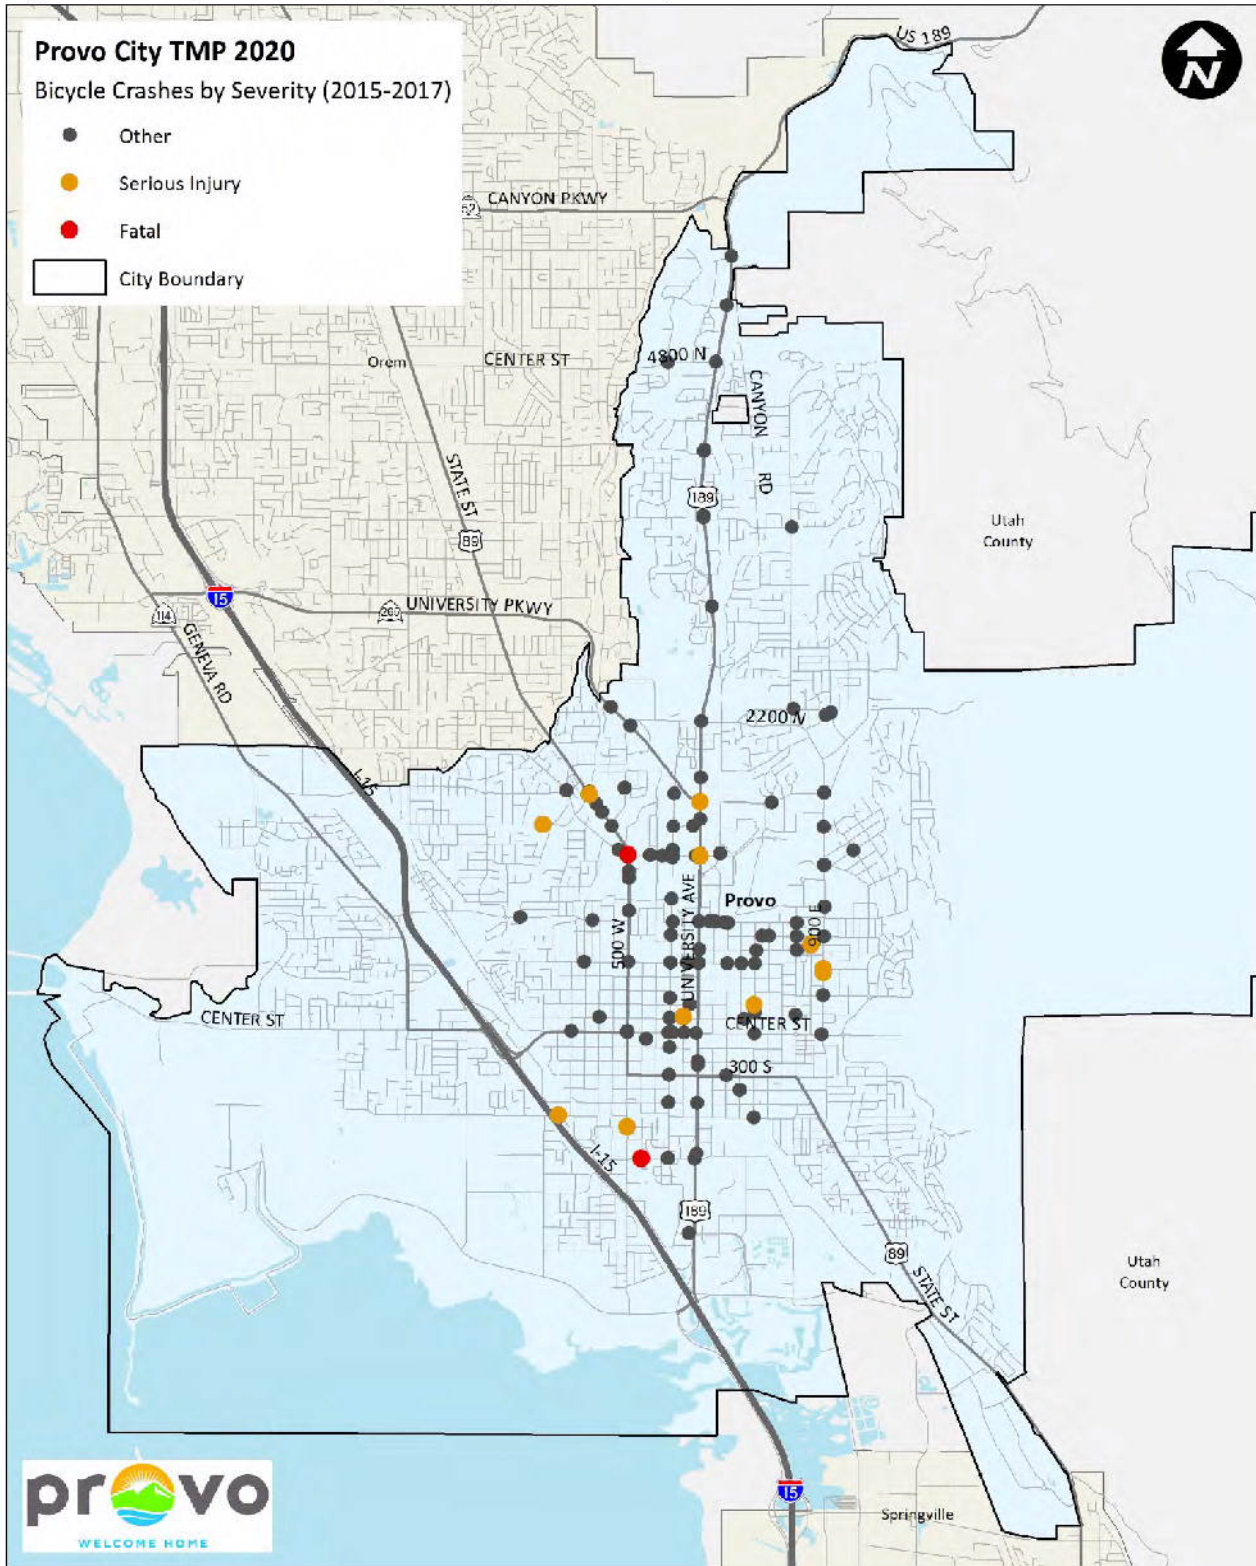 Provo City TMP 2020
Bicycle Crashes by Severity (2015-2017)
Other
Serious Injury
Fatal
City Boundary
US 189
N
52
CANYON PKWY
Orem
CENTER ST
4800 N
CANYON
RD
STATE ST
189
89
Utah
County
15
UNIVERSITY PKWY
114
265
GENEVA RD
2200 N
I-15
UNIVERSITY AVE
Provo
900 E
500 W
CENTER ST
CENTER ST
300 S
I-15
189
89
STATE ST
Utah
County
provo
WELCOME HOME
15
Springville